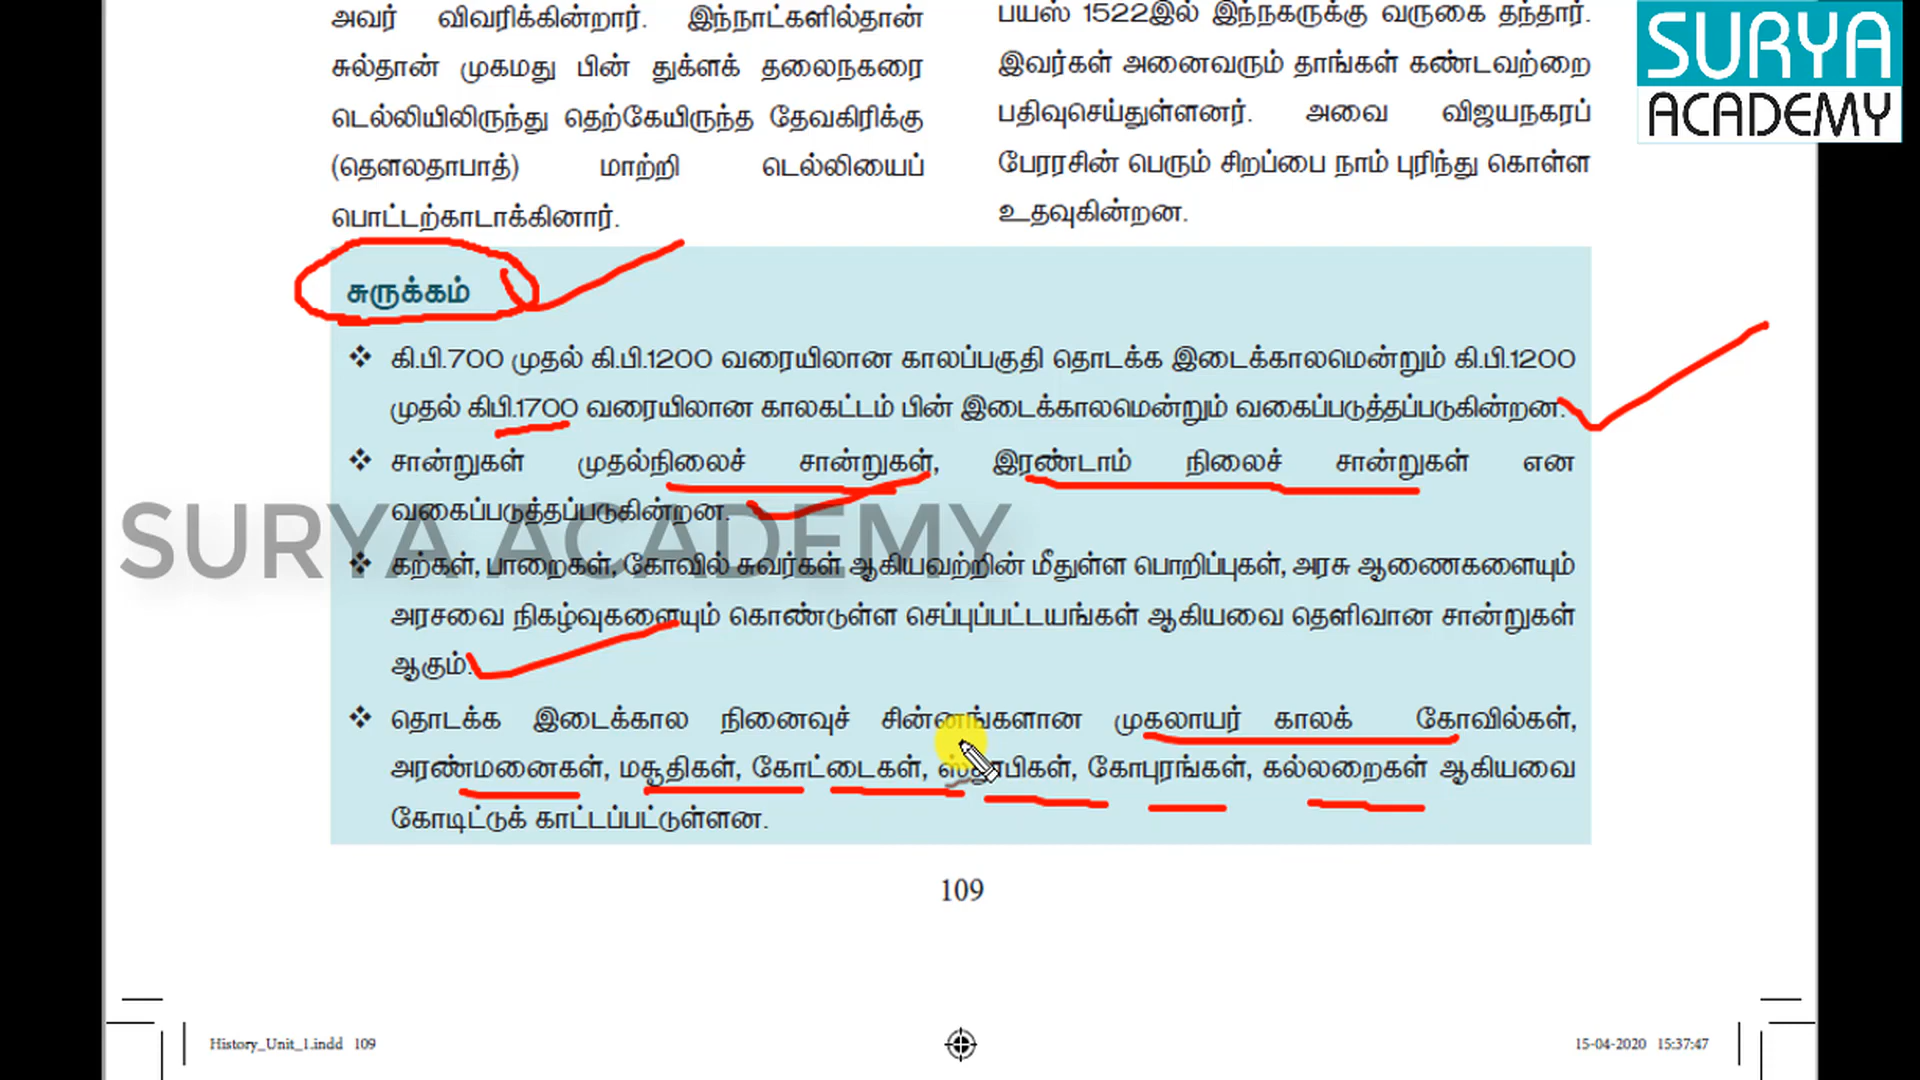 அவர் விவரிக்கின்றார். இந்நாட்களில்தான்
சுல்தான் முகமது பின் துக்ளக் தலைநகரை
டெல்லியிலிருந்து தெற்கேயிருந்த தேவகிரிக்கு
(தௌலதாபாத்) மாற்றி டெல்லியைப்
பொட்டற்காடாக்கினார்.
பயஸ் 1522இல் இந்நகருக்கு வருகை தந்தார்.
இவர்கள் அனைவரும் தாங்கள் கண்டவற்றை
பதிவுசெய்துள்ளனர். அவை விஜயநகரப்
பேரரசின் பெரும் சிறப்பை நாம் புரிந்து கொள்ள
உதவுகின்றன.
SURYA
ACADEMY
சுருக்கம்
❖ கி.பி.700 முதல் கி.பி.1200 வரையிலான காலப்பகுதி தொடக்க இடைக்காலமென்றும் கி.பி.1200
முதல் கிபி.1700 வரையிலான காலகட்டம் பின் இடைக்காலமென்றும் வகைப்படுத்தப்படுகின்றன.
❖ சான்றுகள் முதல்நிலைச் சான்றுகள், இரண்டாம் நிலைச் சான்றுகள் என
வகைப்படுத்தப்படுகின்றன.
SURYA ACADEMY
❖ கற்கள், பாறைகள், கோவில் சுவர்கள் ஆகியவற்றின் மீதுள்ள பொறிப்புகள், அரசு ஆணைகளையும்
அரசவை நிகழ்வுகளையும் கொண்டுள்ள செப்புப்பட்டயங்கள் ஆகியவை தெளிவான சான்றுகள்
ஆகும்.
❖ தொடக்க இடைக்கால நினைவுச் சின்னங்களான முகலாயர் காலக் கோவில்கள்,
அரண்மனைகள், மசூதிகள், கோட்டைகள், ஸ்தூபிகள், கோபுரங்கள், கல்லறைகள் ஆகியவை
கோடிட்டுக் காட்டப்பட்டுள்ளன.
109
History_Unit_1.indd 109
15-04-2020 15:37:47